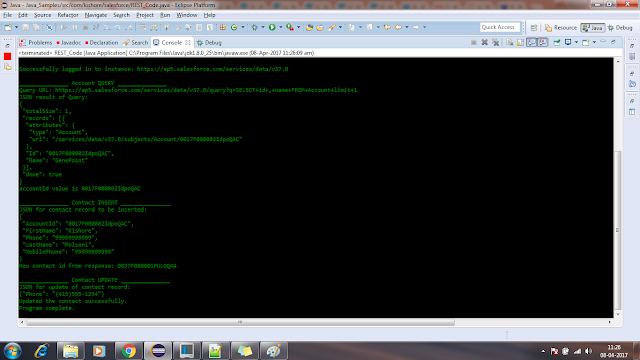 Java - Java_Samples/src/com/kishore/salesforce/REST_Code.java - Eclipse Platform
File Edit Navigate Search Project Run Window Help
Quick Access Resource Java Debug
Problems Javadoc Declaration Search Console Debug
<terminated> REST_Code [Java Application] C:\Program Files\Java\jdk1.8.0_25\bin\javaw.exe (08-Apr-2017 11:26:09 am)
Successfully logged in to instance: https://ap5.salesforce.com/services/data/v37.0
_______________ Account QUERY _______________
Query URL: https://ap5.salesforce.com/services/data/v37.0/query?q=SELECT+id+,+name+FROM+Account+limit+1
JSON result of Query:
{
"totalSize": 1,
"records": [{
"attributes": {
"type": "Account",
"url": "/services/data/v37.0/sobjects/Account/0017F000002IdpoQAC"
},
"Id": "0017F000002IdpoQAC",
"Name": "GenePoint"
}],
"done": true
}
accountId value is 0017F000002IdpoQAC
_______________ Contact INSERT _______________
JSON for contact record to be inserted:
{
"AccountId": "0017F000002IdpoQAC",
"FirstName": "Kishore",
"Phone": "99999999999",
"LastName": "Polsani",
"MobilePhone": "99999999999"
}
New contact id from response: 0037F000001PULOQA4
_______________ Contact UPDATE _______________
JSON for update of contact record:
{"Phone": "(415)555-1234"}
Updated the contact successfully.
Program complete.
11:26
08-04-2017